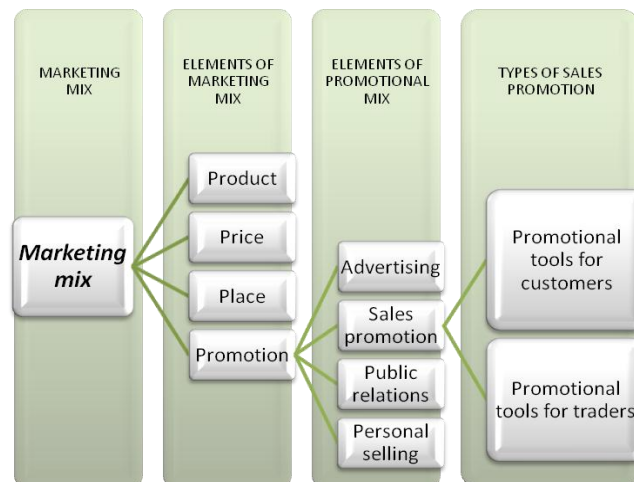 MARKETING
MIX
ELEMENTS OF
MARKETING
MIX
ELEMENTS OF
PROMOTIONAL
MIX
TYPES OF SALES
PROMOTION
Marketing
mix
Product
Price
Place
Promotion
Advertising
Sales
promotion
Public
relations
Personal
selling
Promotional
tools for
customers
Promotional
tools for traders